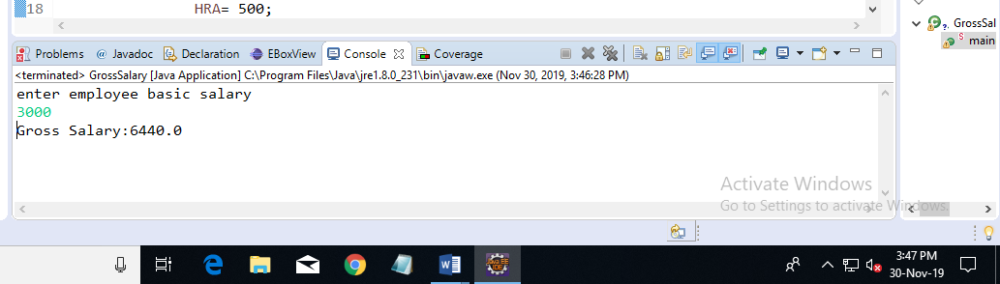 18 HRA= 500;
GrossSal
S main
Problems @ Javadoc Declaration EBoxView Console Coverage
<terminated> GrossSalary [Java Application] C:\Program Files\Java\jre1.8.0_231\bin\javaw.exe (Nov 30, 2019, 3:46:28 PM)
enter employee basic salary
3000
Gross Salary:6440.0
Activate Windows
Go to Settings to activate Windows.
3:47 PM
30-Nov-19